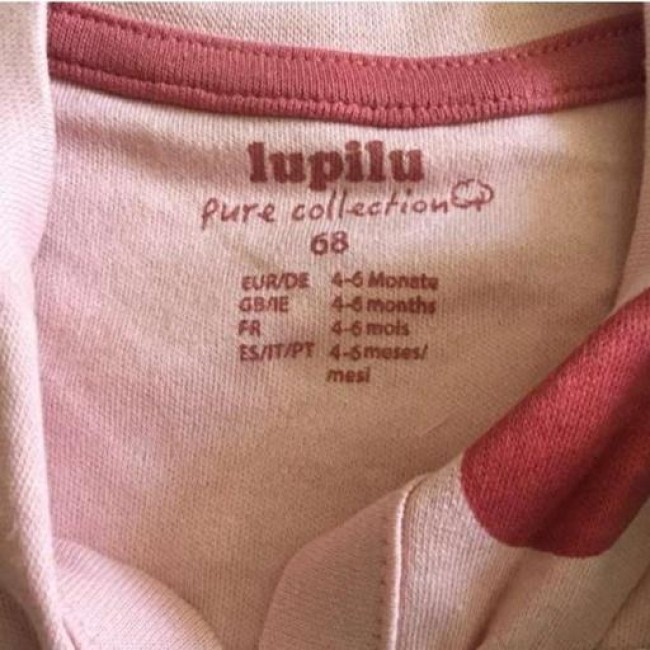 lupilu
pure collection
68
EUR/DE 4-6 Monate
GB/IE 4-6 months
FR 4-6 mois
ES/IT/PT 4-6 meses/
mesi